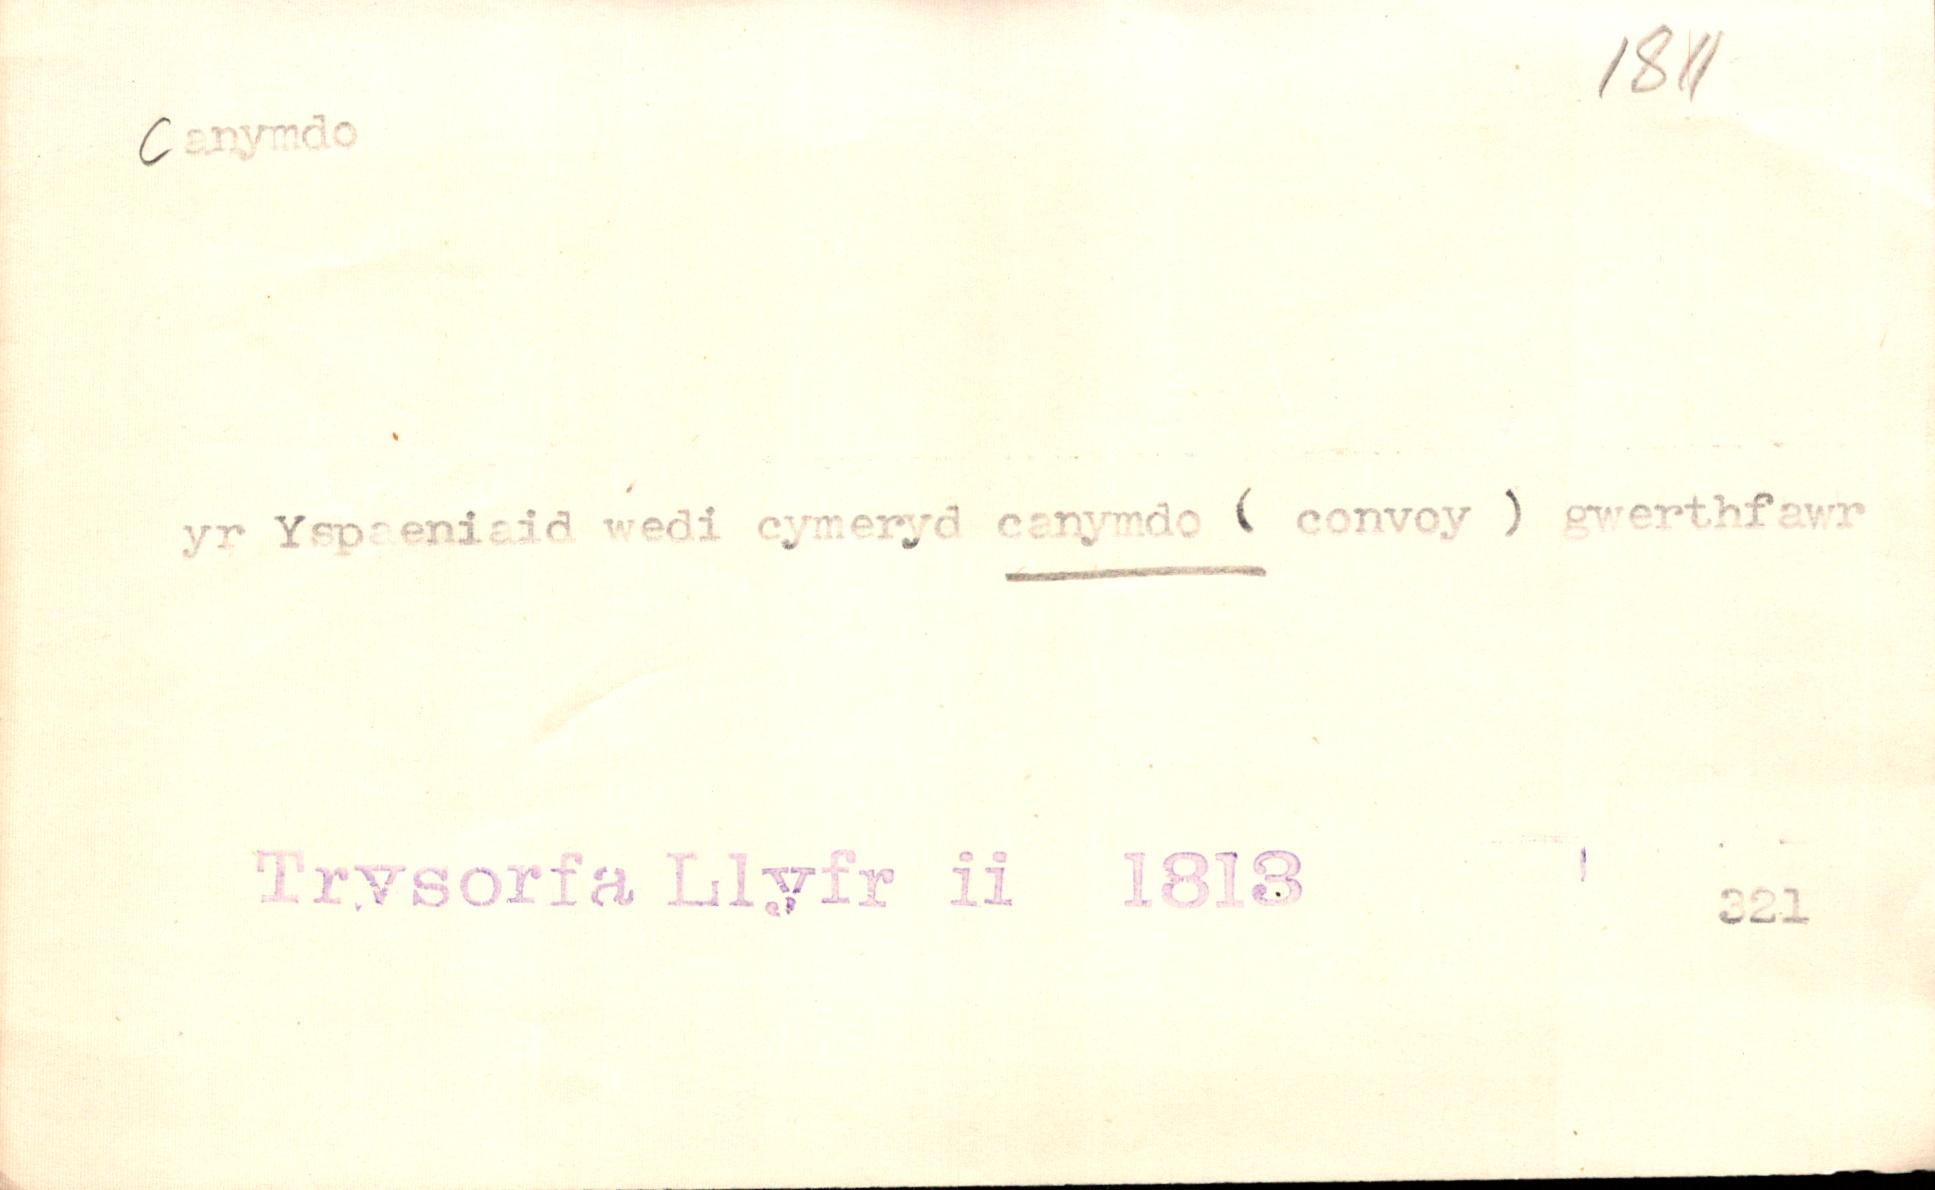 1811
Canymdo
yr Yspaeniaid wedi cymeryd canymdo ( convoy ) gwerthfawr
Trysorfa Llyfr ii 1813 321